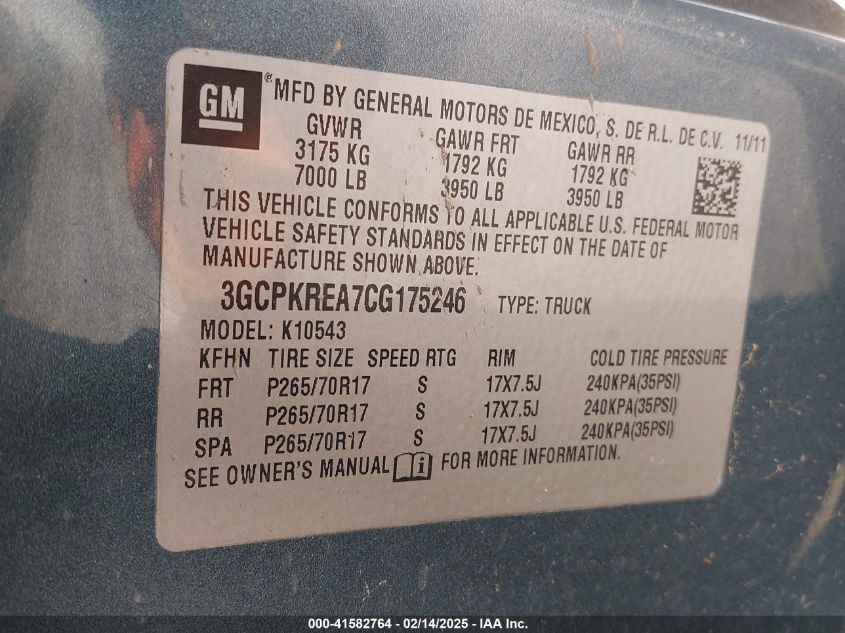 GM
® MFD BY GENERAL MOTORS DE MEXICO, S. DE R.L. DE C.V. 11/11
GVWR GAWR FRT GAWR RR
3175 KG 1792 KG 1792 KG
7000 LB 3950 LB 3950 LB
THIS VEHICLE CONFORMS TO ALL APPLICABLE U.S. FEDERAL MOTOR
VEHICLE SAFETY STANDARDS IN EFFECT ON THE DATE OF
MANUFACTURE SHOWN ABOVE.
3GCPKREA7CG175246 TYPE: TRUCK
MODEL: K10543
KFHN TIRE SIZE SPEED RTG RIM COLD TIRE PRESSURE
FRT P265/70R17 S 17X7.5J 240KPA(35PSI)
RR P265/70R17 S 17X7.5J 240KPA(35PSI)
SPA P265/70R17 S 17X7.5J 240KPA(35PSI)
SEE OWNER'S MANUAL i FOR MORE INFORMATION.
000-41582764 - 02/14/2025 - IAA Inc.